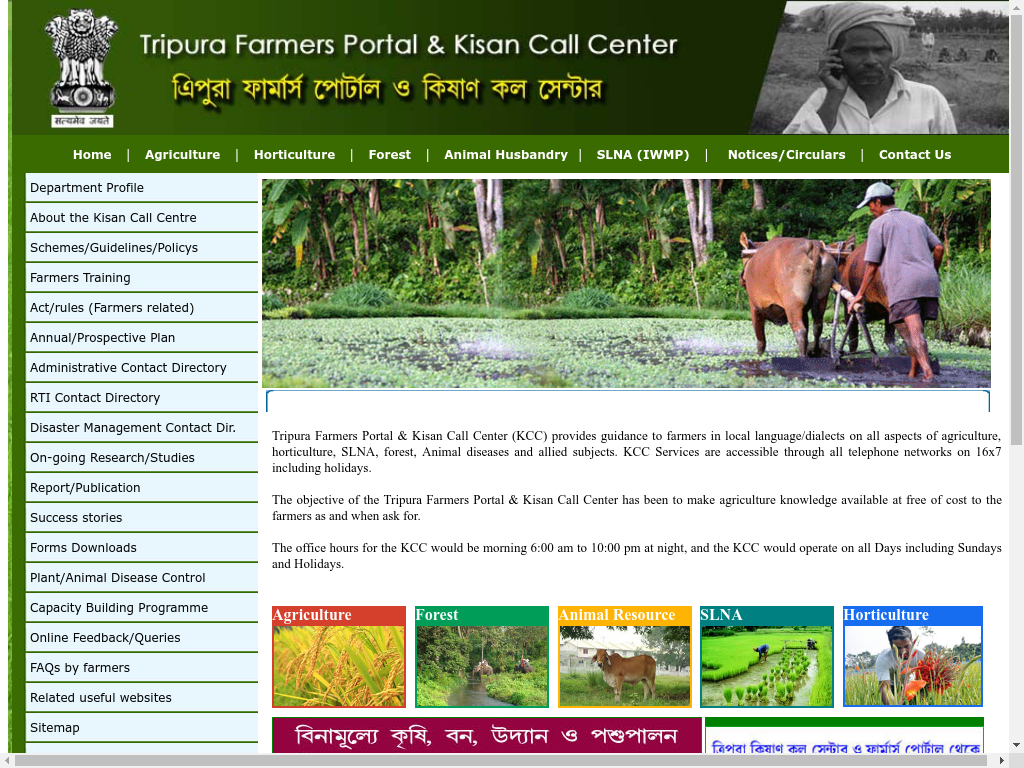 Tripura Farmers Portal & Kisan Call Center
ত্রিপুরা ফার্মার্স পোর্টাল ও কিষাণ কল সেন্টার
सत्यमेव जयते
Home | Agriculture | Horticulture | Forest | Animal Husbandry | SLNA (IWMP) | Notices/Circulars | Contact Us
Department Profile
About the Kisan Call Centre
Schemes/Guidelines/Policys
Farmers Training
Act/rules (Farmers related)
Annual/Prospective Plan
Administrative Contact Directory
RTI Contact Directory
Disaster Management Contact Dir.
On-going Research/Studies
Report/Publication
Success stories
Forms Downloads
Plant/Animal Disease Control
Capacity Building Programme
Online Feedback/Queries
FAQs by farmers
Related useful websites
Sitemap
Tripura Farmers Portal & Kisan Call Center (KCC) provides guidance to farmers in local language/dialects on all aspects of agriculture,
horticulture, SLNA, forest, Animal diseases and allied subjects. KCC Services are accessible through all telephone networks on 16x7
including holidays.
The objective of the Tripura Farmers Portal & Kisan Call Center has been to make agriculture knowledge available at free of cost to the
farmers as and when ask for.
The office hours for the KCC would be morning 6:00 am to 10:00 pm at night, and the KCC would operate on all Days including Sundays
and Holidays.
Agriculture
Forest
Animal Resource
SLNA
Horticulture
বিনামূল্যে কৃষি, বন, উদ্যান ও পশুপালন
ত্রিপুরা কিষাণ কল সেন্টার ও ফার্মার্স পোর্টাল থেকে